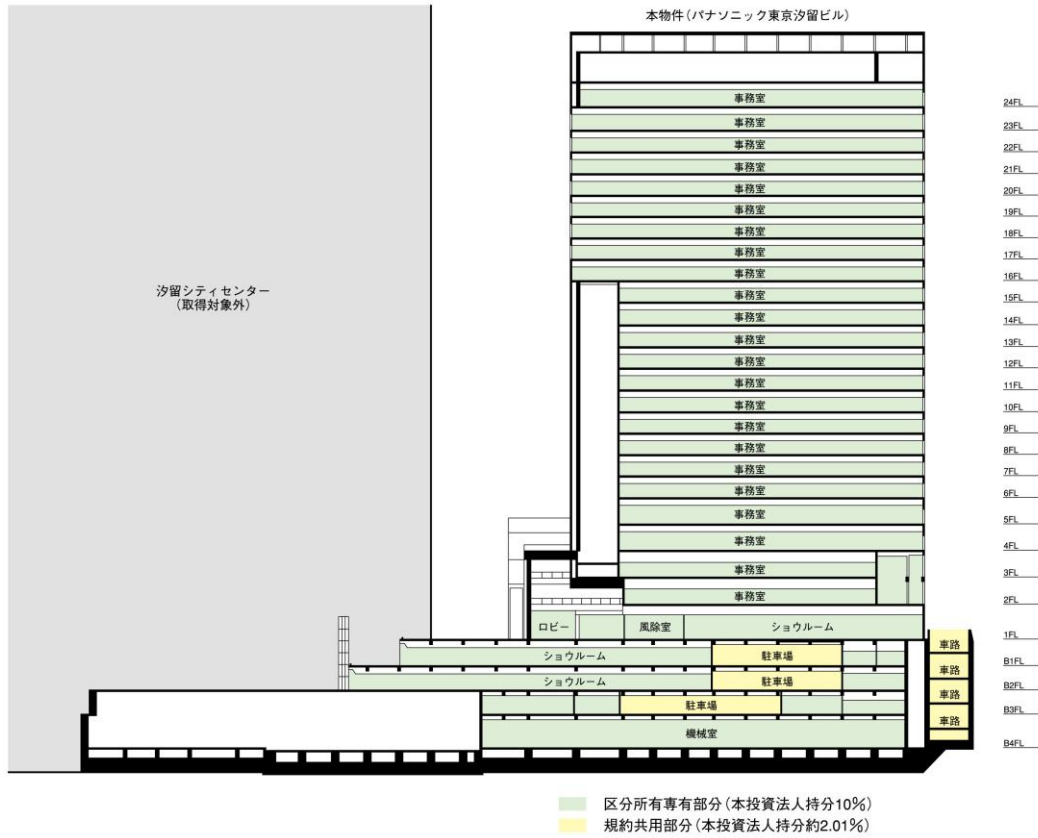 本物件(パナソニック東京汐留ビル)
事務室
24FL
事務室
23FL
事務室
22FL
事務室
21FL
事務室
20FL
事務室
19FL
事務室
18FL
事務室
17FL
事務室
16FL
汐留シティセンター
(取得対象外)
事務室
15FL
事務室
14FL
事務室
13FL
事務室
12FL
事務室
11FL
事務室
10FL
事務室
9FL
事務室
8FL
事務室
7FL
事務室
6FL
事務室
5FL
事務室
4FL
事務室
3FL
事務室
2FL
ロビー 風除室 ショウルーム
1FL
車路
ショウルーム 駐車場
B1FL
車路
ショウルーム 駐車場
B2FL
車路
駐車場
B3FL
車路
機械室
B4FL
区分所有専有部分(本投資法人持分10%)
規約共用部分(本投資法人持分約2.01%)